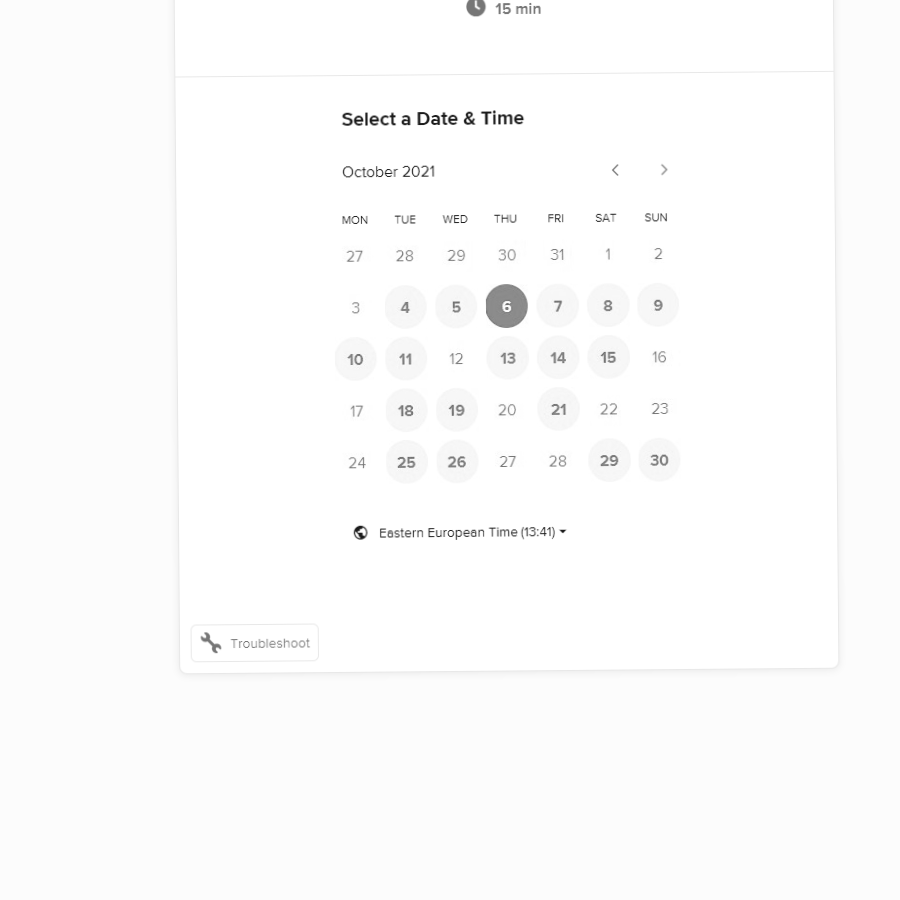 15 min
Select a Date & Time
October 2021
MON TUE WED THU FRI SAT SUN
27 28 29 30 31 1 2
3 4 5 6 7 8 9
10 11 12 13 14 15 16
17 18 19 20 21 22 23
24 25 26 27 28 29 30
Eastern European Time (13:41)
Troubleshoot